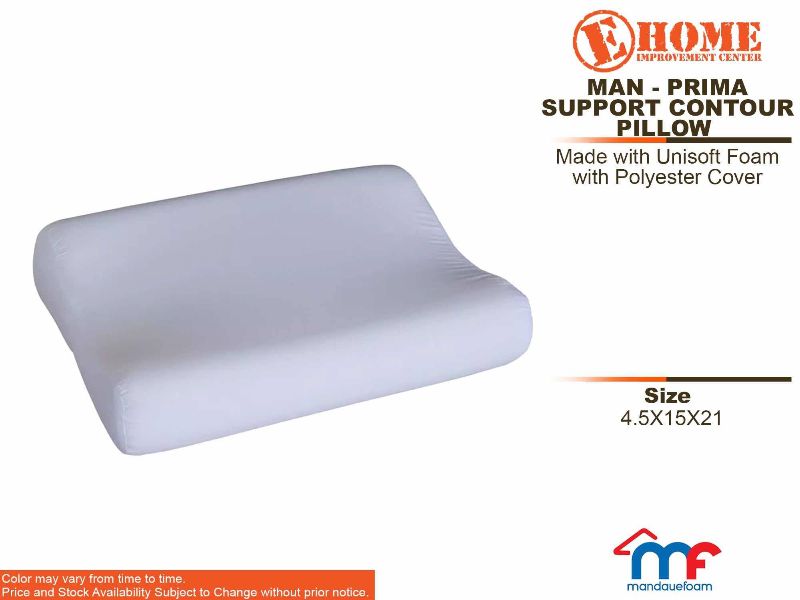 E HOME
IMPROVEMENT CENTER
MAN - PRIMA
SUPPORT CONTOUR
PILLOW
Made with Unisoft Foam
with Polyester Cover
Size
4.5X15X21
mf
mandauefoam
Color may vary from time to time.
Price and Stock Availability Subject to Change without prior notice.